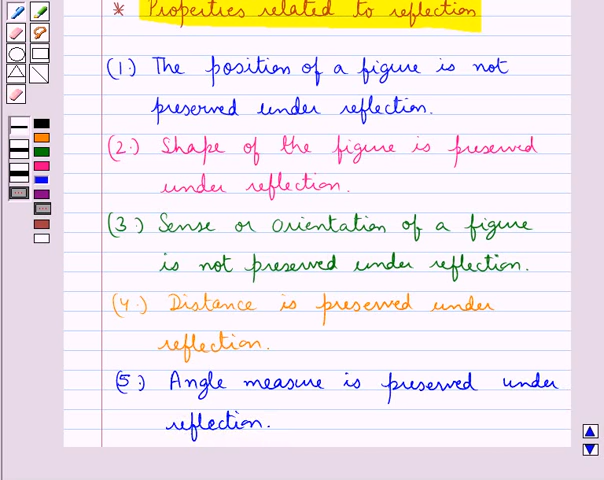 * Properties related to reflection
(1.) The position of a figure is not
preserved under reflection.
(2.) Shape of the figure is preserved
under reflection.
(3.) Sense or orientation of a figure
is not preserved under reflection.
(4.) Distance is preserved under
reflection.
(5.) Angle measure is preserved under
reflection.